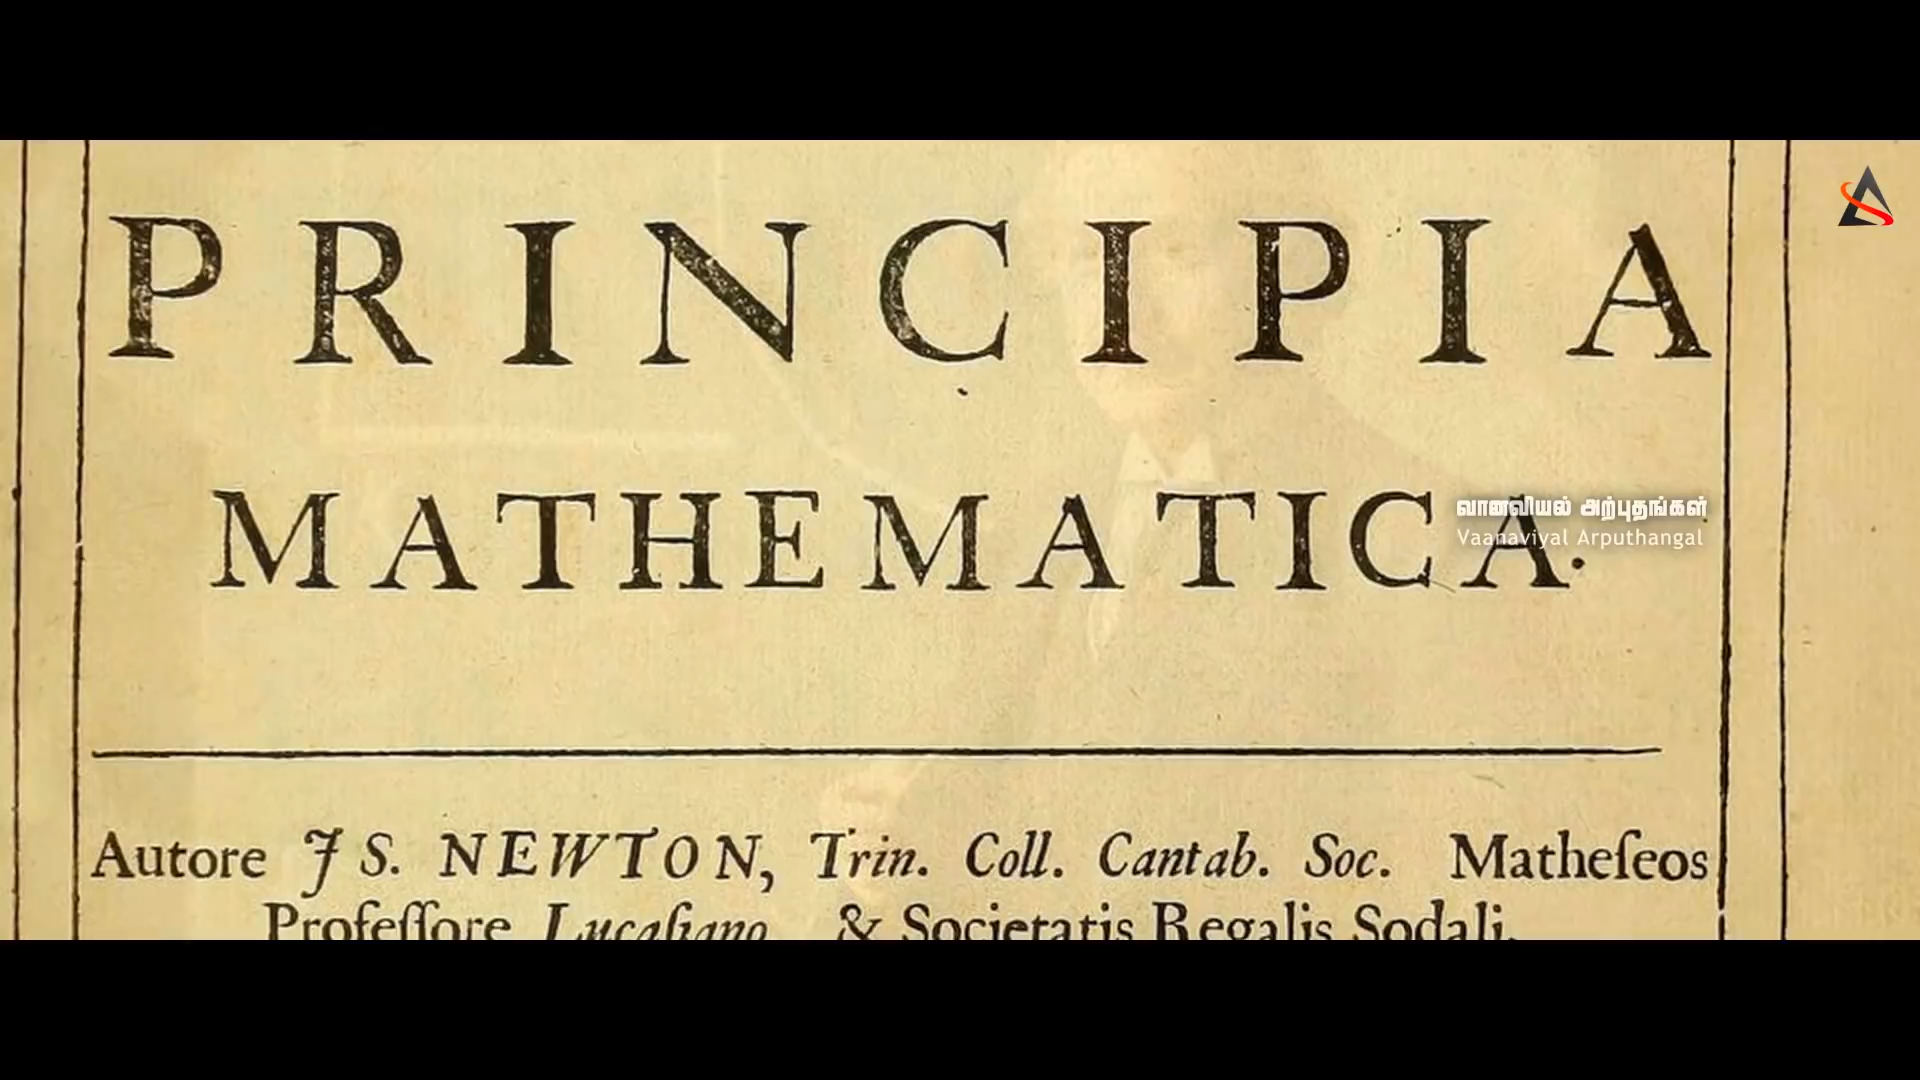 PRINCIPIA
MATHEMATICA.
வானவியல் அற்புதங்கள்
Vaanaviyal Arputhangal
Autore J S. NEWTON, Trin. Coll. Cantab. Soc. Matheſeos
Profeſſore Lucaſiano, & Societatis Regalis Sodali.